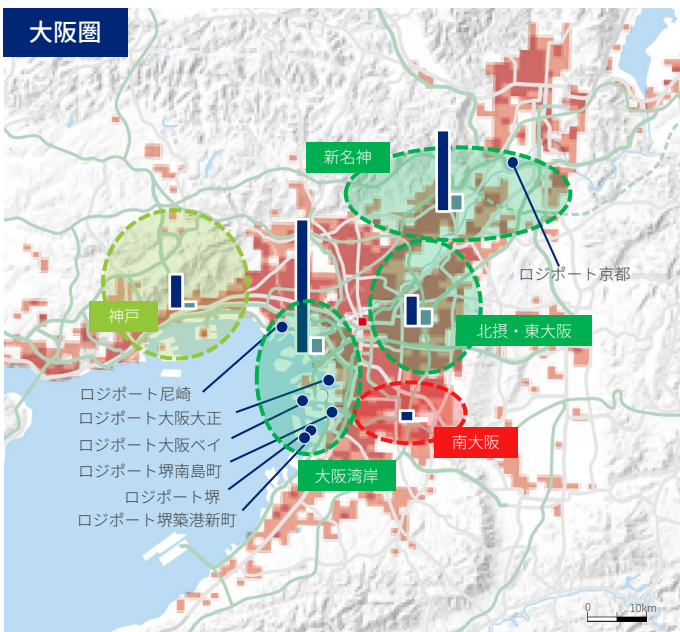 大阪圏
新名神
ロジポート京都
神戸
北摂・東大阪
ロジポート尼崎
ロジポート大阪大正
ロジポート大阪ベイ
南大阪
ロジポート堺南島町
大阪湾岸
ロジポート堺
ロジポート堺築港新町
0 10km